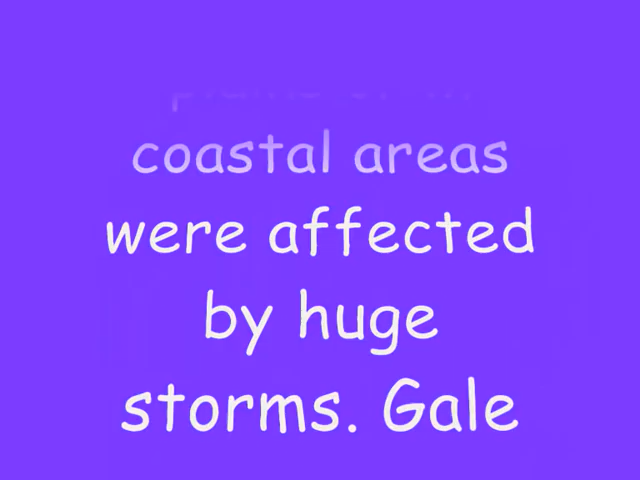 coastal areas
were affected
by huge
storms. Gale